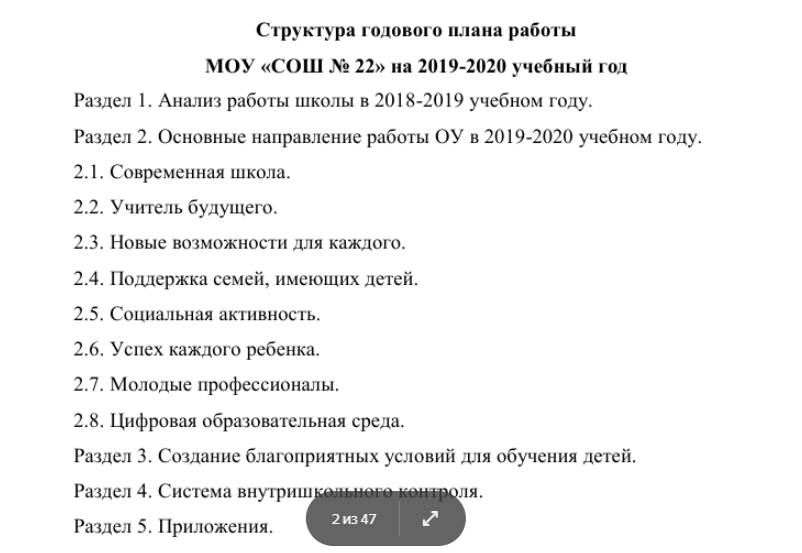 Структура годового плана работы
МОУ «СОШ № 22» на 2019-2020 учебный год
Раздел 1. Анализ работы школы в 2018-2019 учебном году.
Раздел 2. Основные направление работы ОУ в 2019-2020 учебном году.
2.1. Современная школа.
2.2. Учитель будущего.
2.3. Новые возможности для каждого.
2.4. Поддержка семей, имеющих детей.
2.5. Социальная активность.
2.6. Успех каждого ребенка.
2.7. Молодые профессионалы.
2.8. Цифровая образовательная среда.
Раздел 3. Создание благоприятных условий для обучения детей.
Раздел 4. Система внутришкольного контроля.
Раздел 5. Приложения.
2 из 47